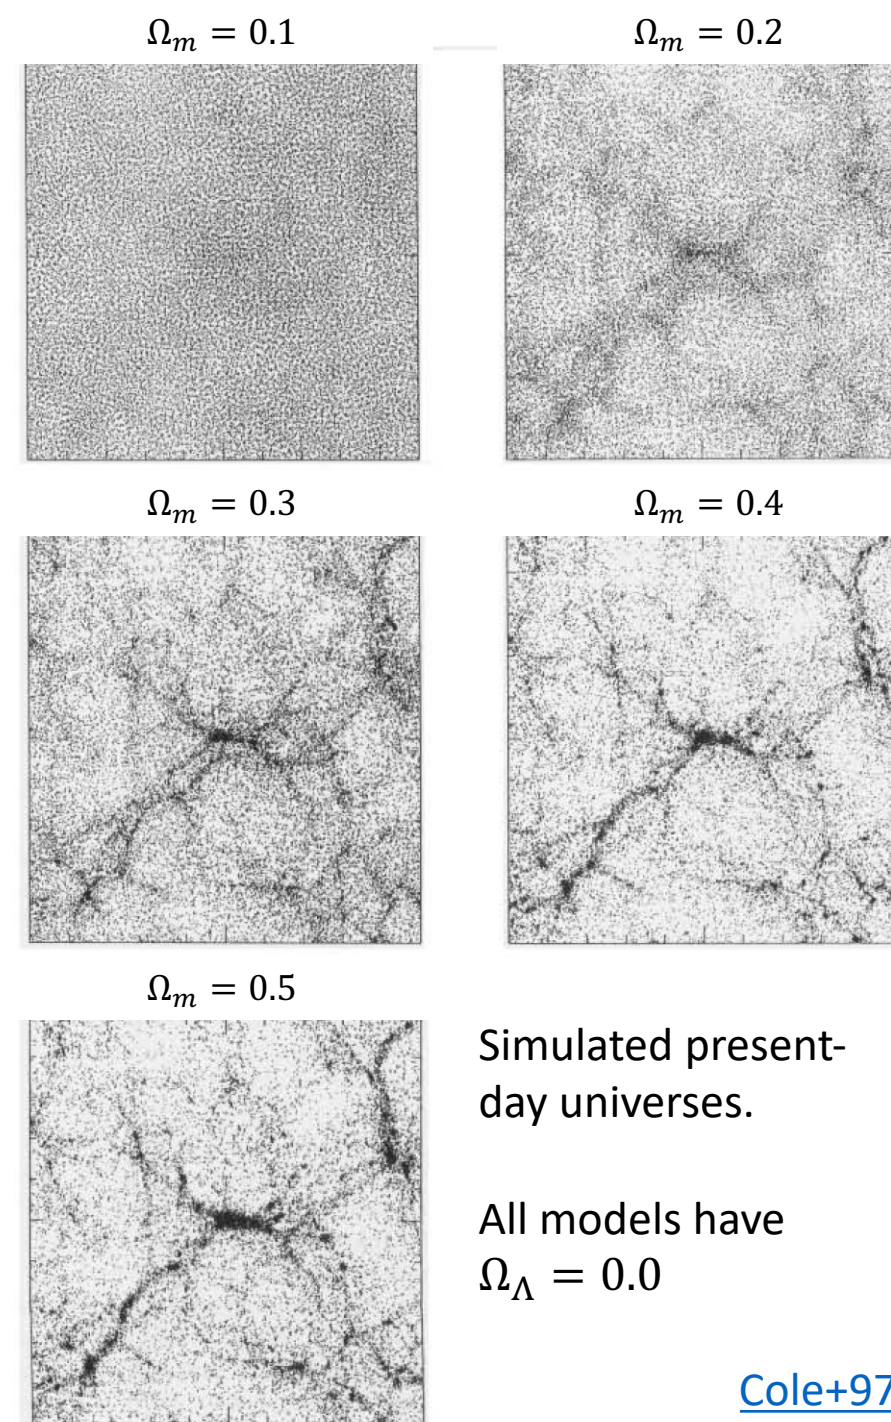 Ωₘ = 0.1
Ωₘ = 0.2
Ωₘ = 0.3
Ωₘ = 0.4
Ωₘ = 0.5
Simulated present-
day universes.
All models have
Ω_Λ = 0.0
Cole+97